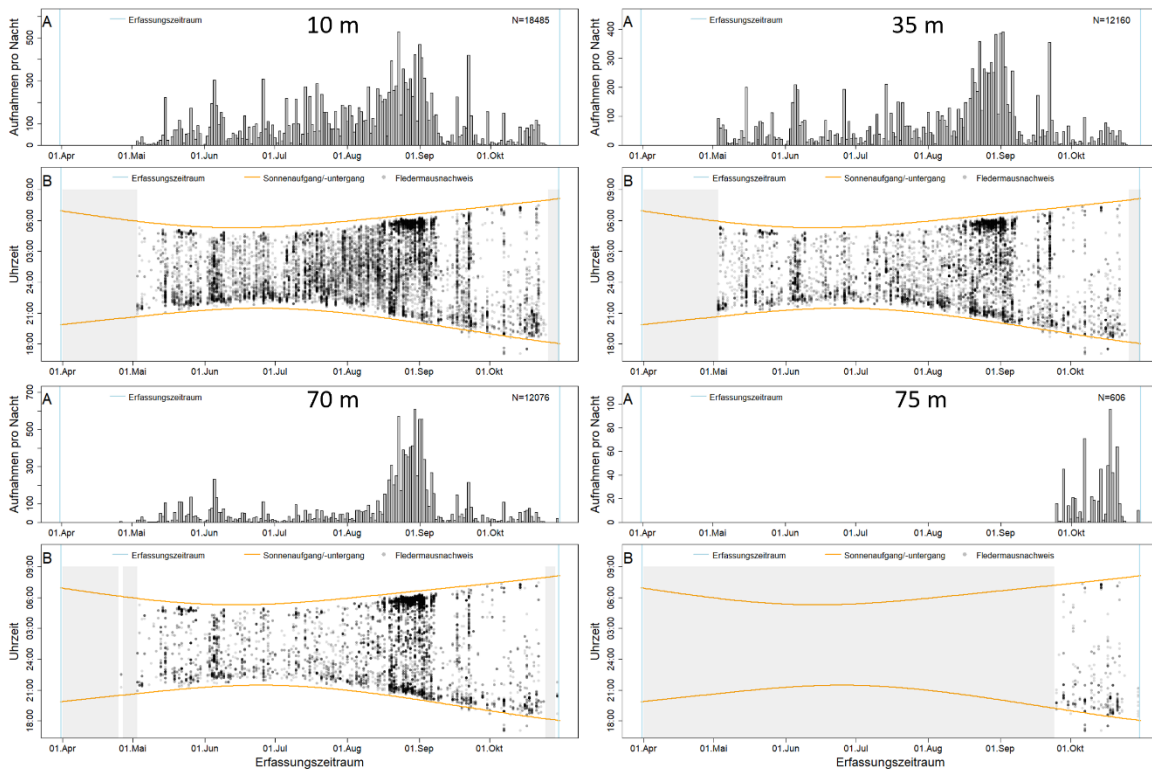 A Erfassungszeitraum 10 m N=18485
Aufnahmen pro Nacht
500
300
100
0
01.Apr 01.Mai 01.Jun 01.Jul 01.Aug 01.Sep 01.Okt
B Erfassungszeitraum Sonnenaufgang/-untergang Fledermausnachweis
Uhrzeit
09:00
06:00
03:00
24:00
21:00
18:00
01.Apr 01.Mai 01.Jun 01.Jul 01.Aug 01.Sep 01.Okt
A Erfassungszeitraum 35 m N=12160
Aufnahmen pro Nacht
400
300
200
100
0
01.Apr 01.Mai 01.Jun 01.Jul 01.Aug 01.Sep 01.Okt
B Erfassungszeitraum Sonnenaufgang/-untergang Fledermausnachweis
Uhrzeit
09:00
06:00
03:00
24:00
21:00
18:00
01.Apr 01.Mai 01.Jun 01.Jul 01.Aug 01.Sep 01.Okt
A Erfassungszeitraum 70 m N=12076
Aufnahmen pro Nacht
700
500
300
100
0
01.Apr 01.Mai 01.Jun 01.Jul 01.Aug 01.Sep 01.Okt
B Erfassungszeitraum Sonnenaufgang/-untergang Fledermausnachweis
Uhrzeit
09:00
06:00
03:00
24:00
21:00
18:00
01.Apr 01.Mai 01.Jun 01.Jul 01.Aug 01.Sep 01.Okt
Erfassungszeitraum
A Erfassungszeitraum 75 m N=606
Aufnahmen pro Nacht
100
80
60
40
20
0
01.Apr 01.Mai 01.Jun 01.Jul 01.Aug 01.Sep 01.Okt
B Erfassungszeitraum Sonnenaufgang/-untergang Fledermausnachweis
Uhrzeit
09:00
06:00
03:00
24:00
21:00
18:00
01.Apr 01.Mai 01.Jun 01.Jul 01.Aug 01.Sep 01.Okt
Erfassungszeitraum